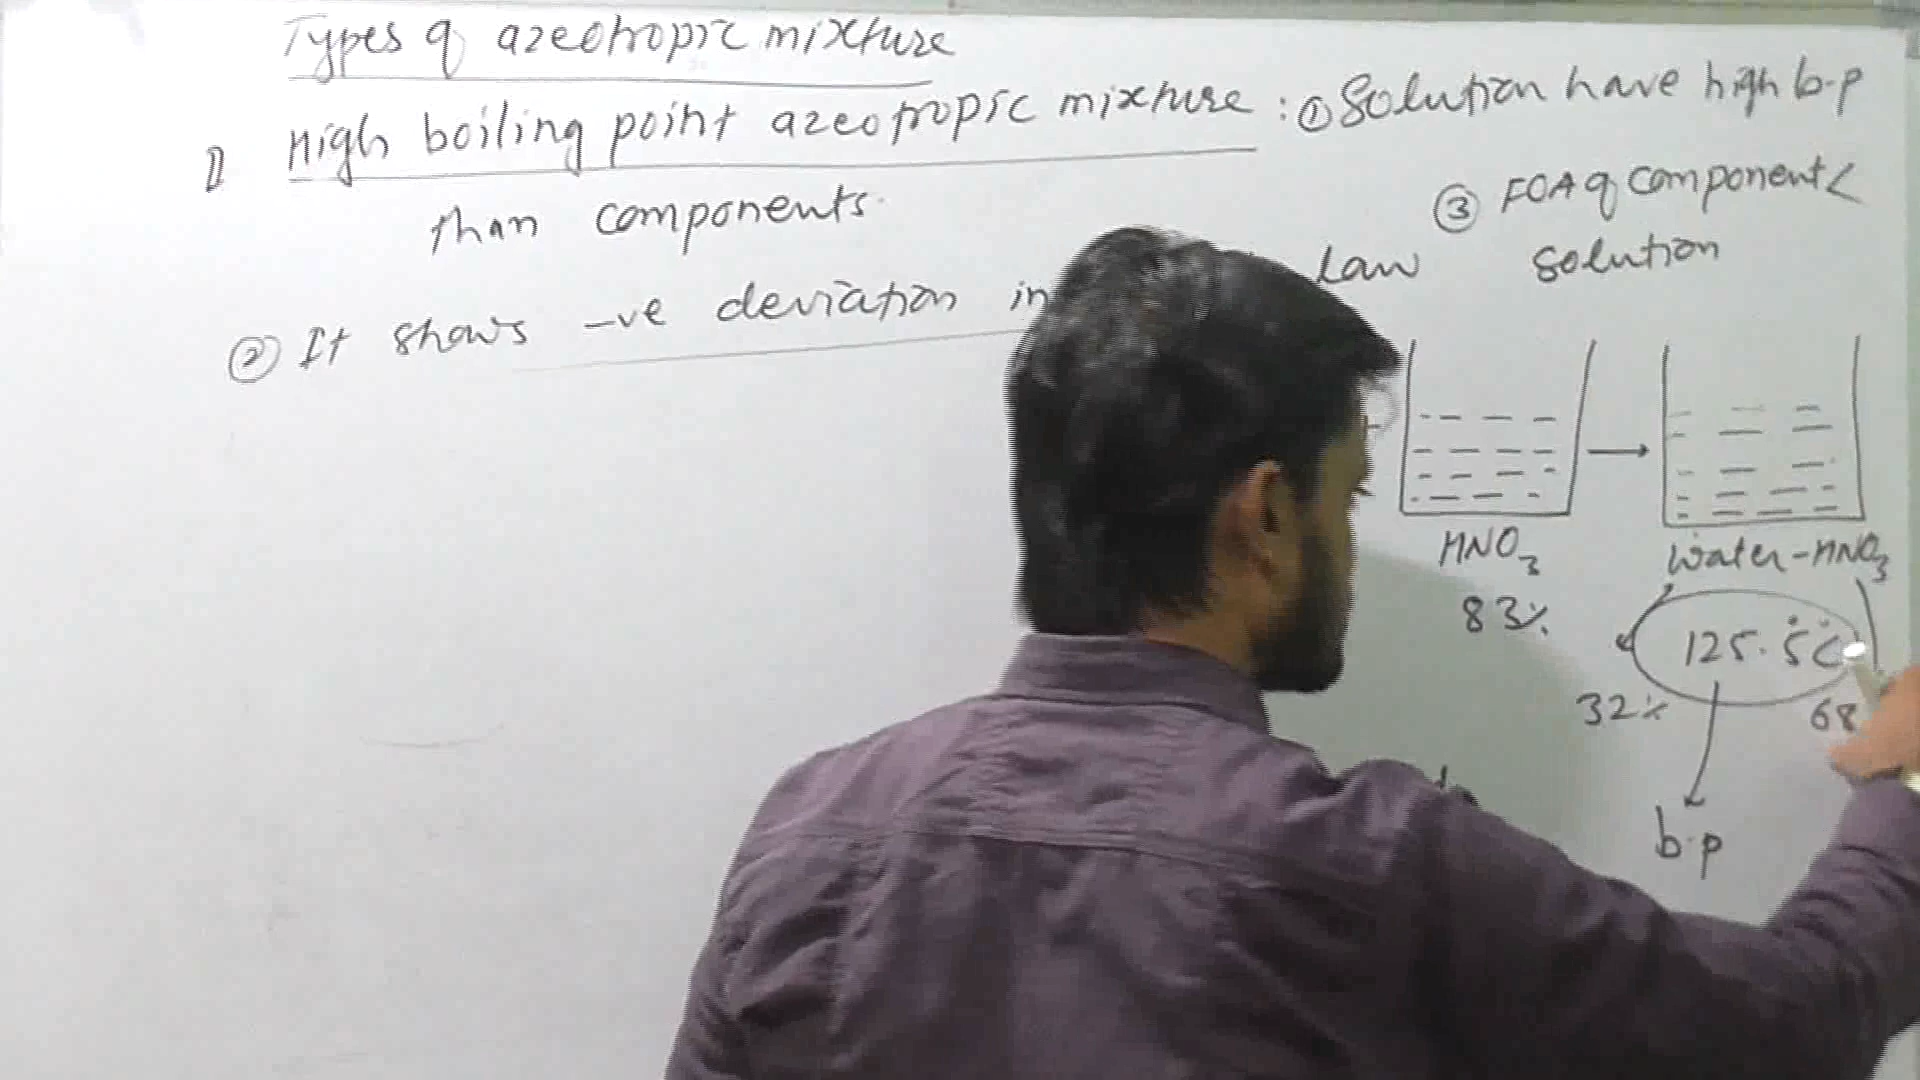 Types of azeotropic mixture
1) High boiling point azeotropic mixture : ① Solution have high b.p
than components.
② It shows -ve deviation in
Law
③ FOA of component <
solution
HNO3
83%
Water-HNO3
125.5°C
32%
68
b.p